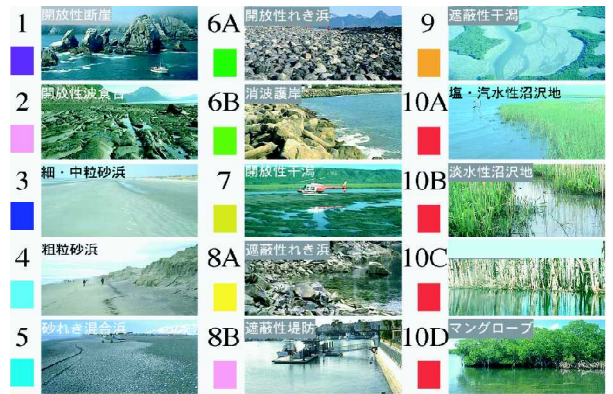 1 開放性断崖
2 開放性波食台
3 細・中粒砂浜
4 粗粒砂浜
5 砂れき混合浜
6A 開放性れき浜
6B 消波護岸
7 開放性干潟
8A 遮蔽性れき浜
8B 遮蔽性堤防
9 遮蔽性干潟
10A 塩・汽水性沼沢地
10B 淡水性沼沢地
10C
10D マングローブ